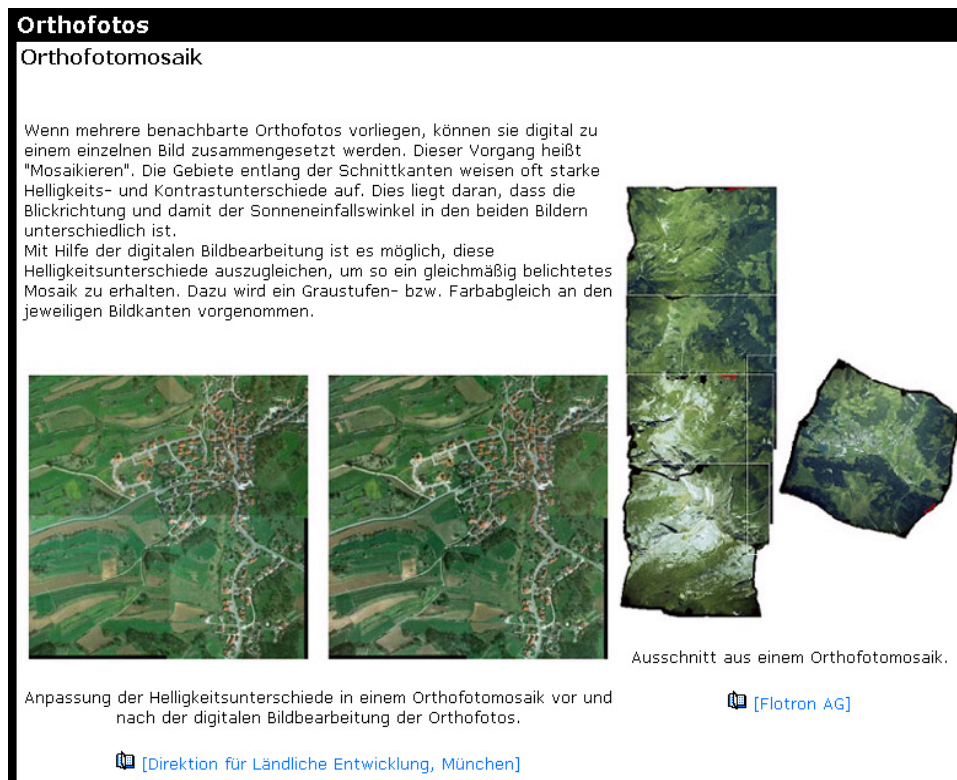 Orthofotos
Orthofotomosaik
Wenn mehrere benachbarte Orthofotos vorliegen, können sie digital zu
einem einzelnen Bild zusammengesetzt werden. Dieser Vorgang heißt
"Mosaikieren". Die Gebiete entlang der Schnittkanten weisen oft starke
Helligkeits- und Kontrastunterschiede auf. Dies liegt daran, dass die
Blickrichtung und damit der Sonneneinfallswinkel in den beiden Bildern
unterschiedlich ist.
Mit Hilfe der digitalen Bildbearbeitung ist es möglich, diese
Helligkeitsunterschiede auszugleichen, um so ein gleichmäßig belichtetes
Mosaik zu erhalten. Dazu wird ein Graustufen- bzw. Farbabgleich an den
jeweiligen Bildkanten vorgenommen.
Anpassung der Helligkeitsunterschiede in einem Orthofotomosaik vor und
nach der digitalen Bildbearbeitung der Orthofotos.
[Direktion für Ländliche Entwicklung, München]
Ausschnitt aus einem Orthofotomosaik.
[Flotron AG]